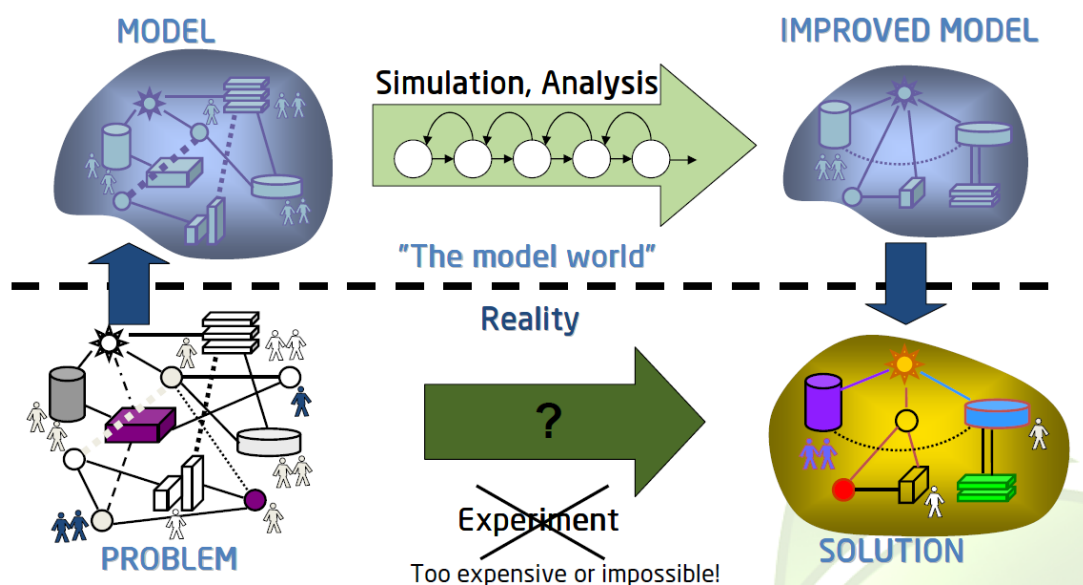 MODEL
IMPROVED MODEL
Simulation, Analysis
"The model world"
Reality
?
Experiment
Too expensive or impossible!
PROBLEM
SOLUTION